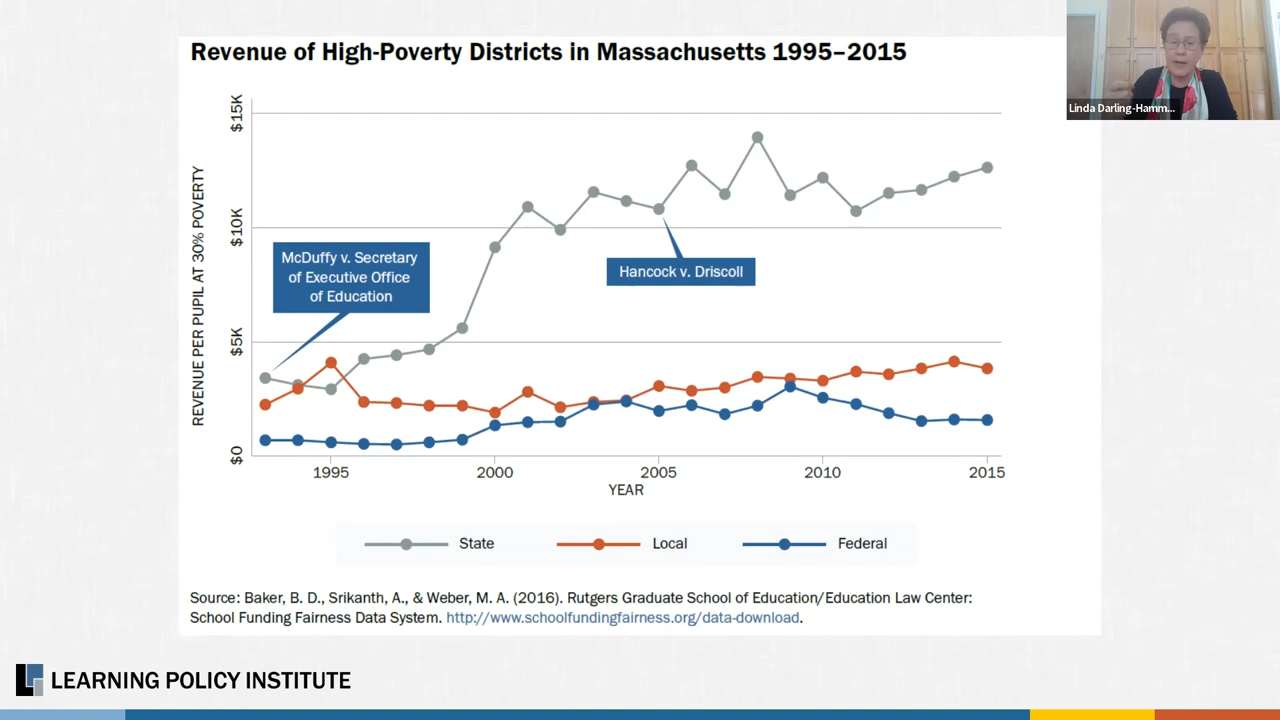 Revenue of High-Poverty Districts in Massachusetts 1995–2015
Linda Darling-Hamm...
REVENUE PER PUPIL AT 30% POVERTY
$15K
$10K
$5K
$0
McDuffy v. Secretary
of Executive Office
of Education
Hancock v. Driscoll
1995
2000
2005
2010
2015
YEAR
State
Local
Federal
Source: Baker, B. D., Srikanth, A., & Weber, M. A. (2016). Rutgers Graduate School of Education/Education Law Center:
School Funding Fairness Data System. http://www.schoolfundingfairness.org/data-download.
LEARNING POLICY INSTITUTE